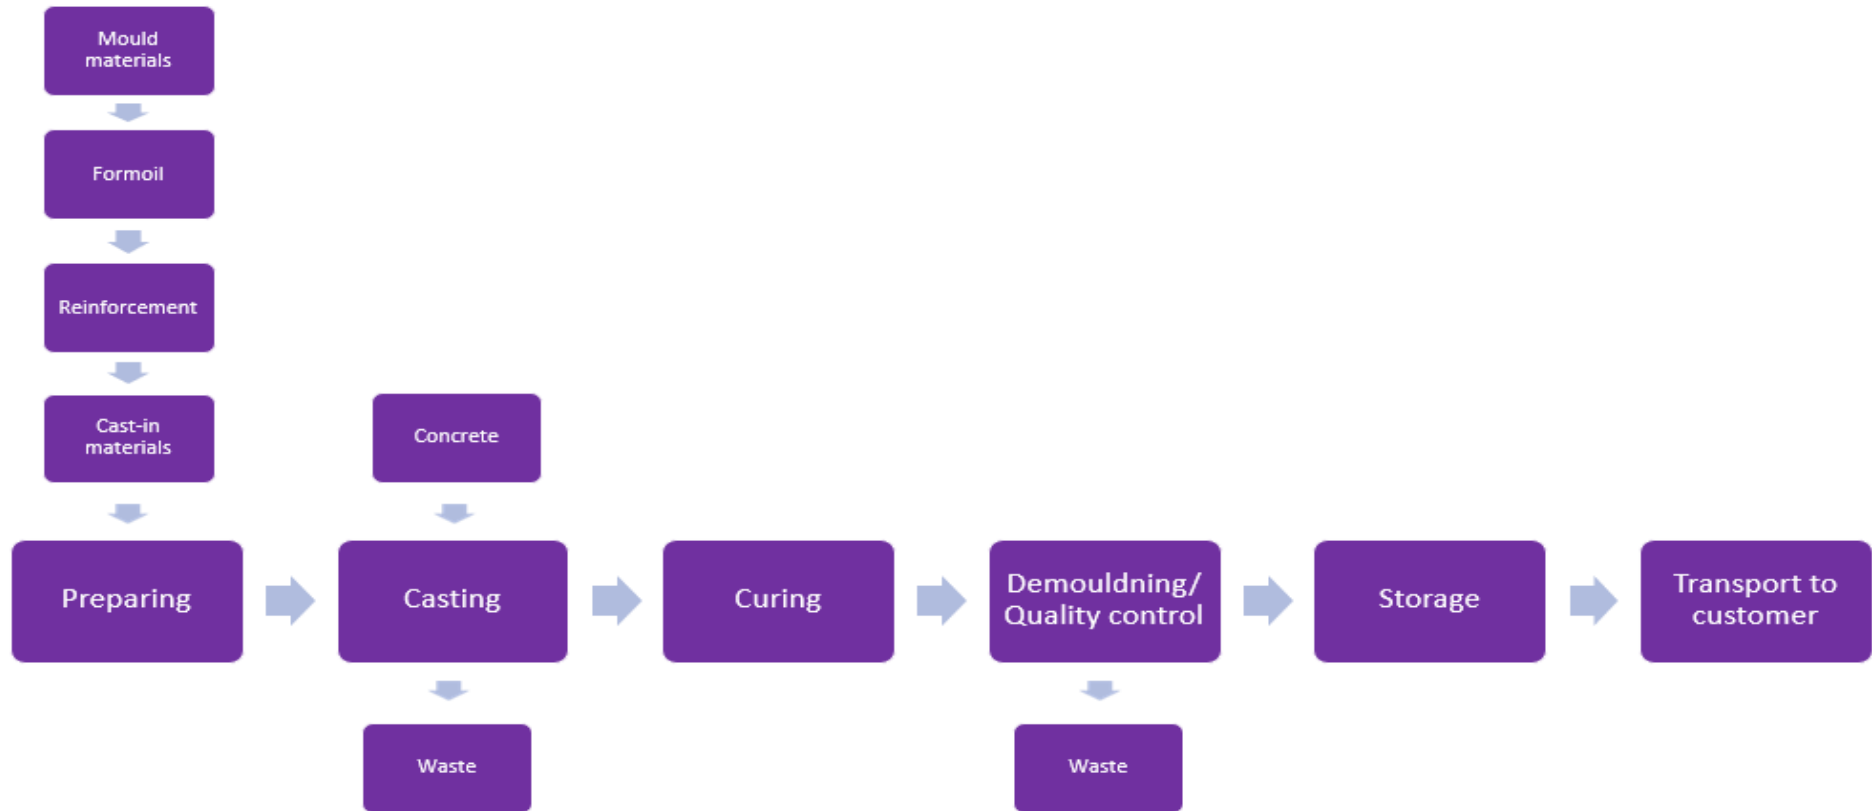 Mould
materials
Formoil
Reinforcement
Cast-in
materials
Concrete
Preparing
Casting
Curing
Demouldning/
Quality control
Storage
Transport to
customer
Waste
Waste